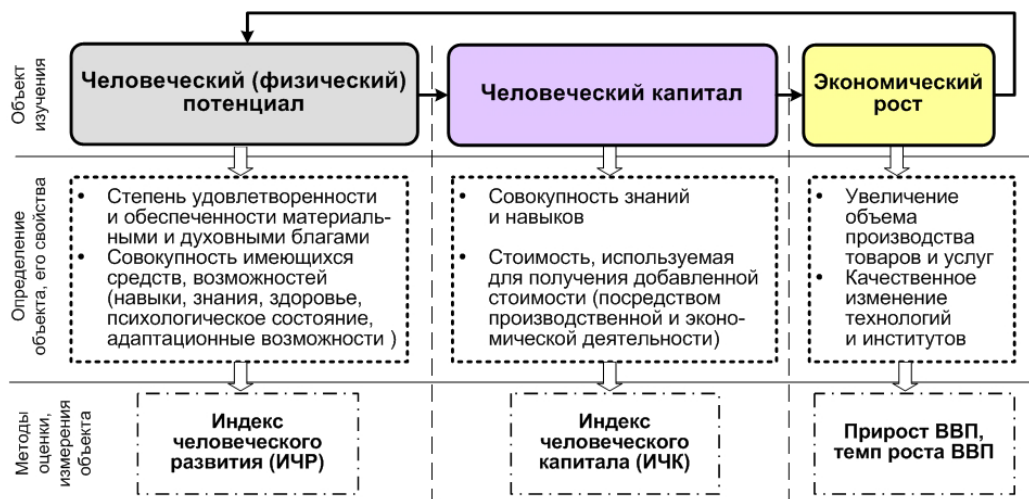 Объект
изучения
Человеческий (физический)
потенциал
Человеческий капитал
Экономический
рост
Определение
объекта, его свойства
• Степень удовлетворенности
и обеспеченности материаль-
ными и духовными благами
• Совокупность имеющихся
средств, возможностей
(навыки, знания, здоровье,
психологическое состояние,
адаптационные возможности )
• Совокупность знаний
и навыков
• Стоимость, используемая
для получения добавленной
стоимости (посредством
производственной и эконо-
мической деятельности)
• Увеличение
объема
производства
товаров и услуг
• Качественное
изменение
технологий
и институтов
Методы
оценки,
измерения
объекта
Индекс
человеческого
развития (ИЧР)
Индекс
человеческого
капитала (ИЧК)
Прирост ВВП,
темп роста ВВП